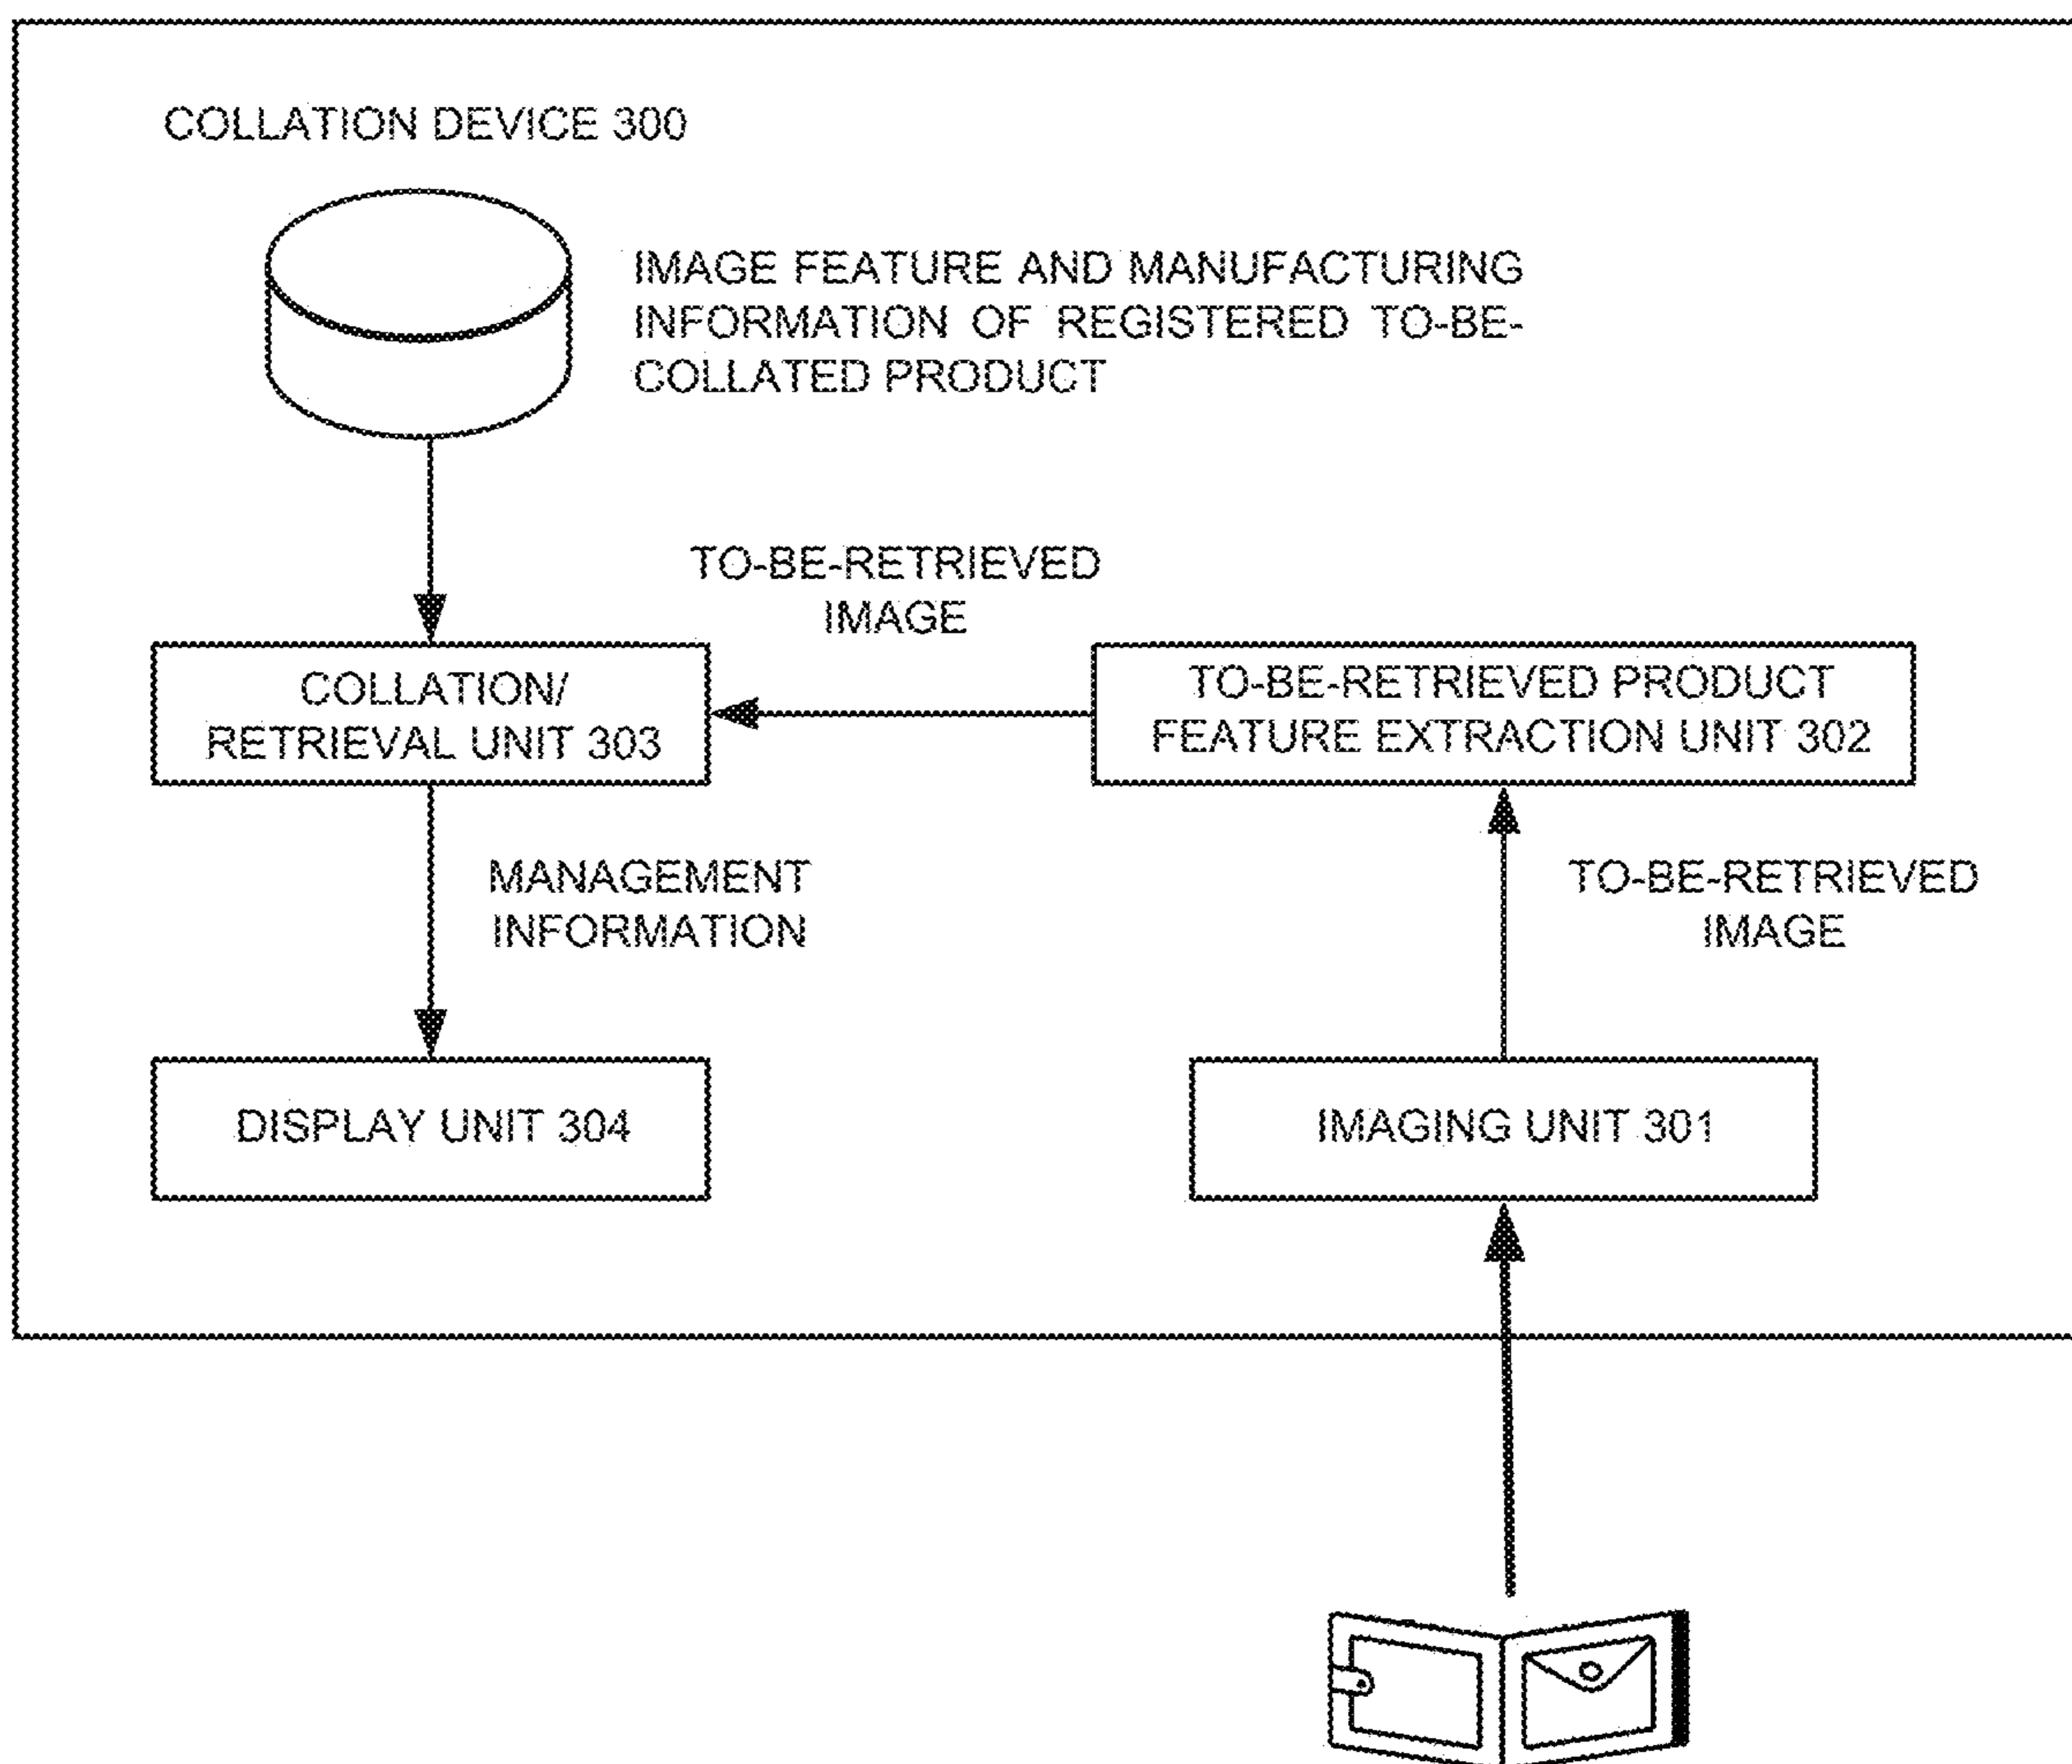 COLLATION DEVICE 300
IMAGE FEATURE AND MANUFACTURING
INFORMATION OF REGISTERED TO-BE-
COLLATED PRODUCT
TO-BE-RETRIEVED
IMAGE
COLLATION/
RETRIEVAL UNIT 303
TO-BE-RETRIEVED PRODUCT
FEATURE EXTRACTION UNIT 302
MANAGEMENT
INFORMATION
TO-BE-RETRIEVED
IMAGE
DISPLAY UNIT 304
IMAGING UNIT 301